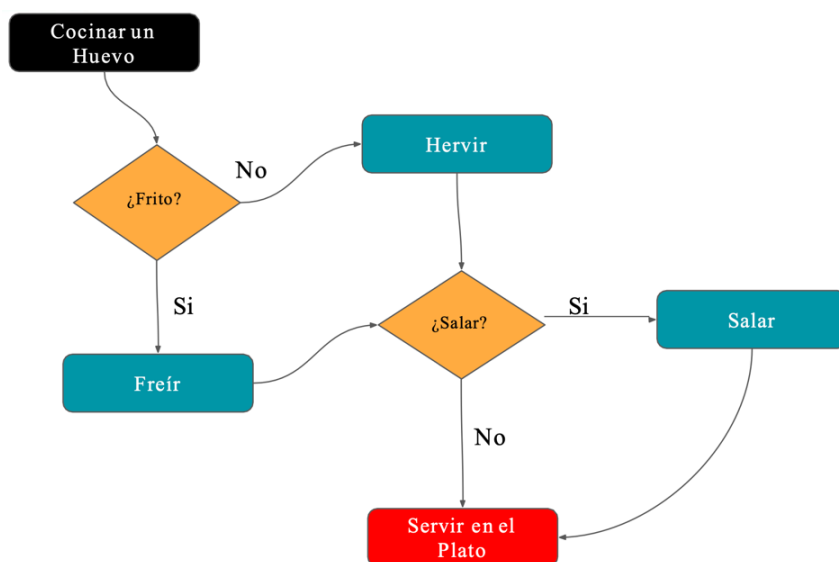 Cocinar un
Huevo
¿Frito?
No
Hervir
Si
Freír
¿Salar?
Si
Salar
No
Servir en el
Plato